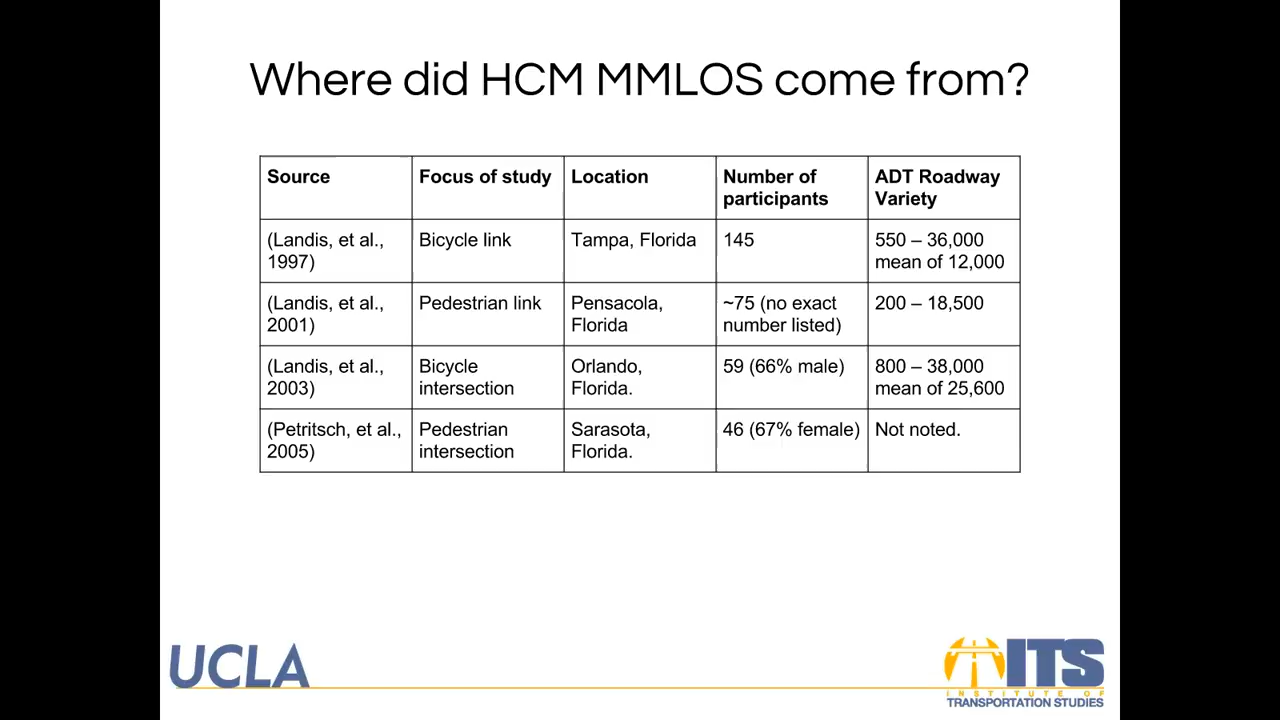 Where did HCM MMLOS come from?
Source
Focus of study
Location
Number of
participants
ADT Roadway
Variety
(Landis, et al.,
1997)
Bicycle link
Tampa, Florida
145
550 – 36,000
mean of 12,000
(Landis, et al.,
2001)
Pedestrian link
Pensacola,
Florida
~75 (no exact
number listed)
200 – 18,500
(Landis, et al.,
2003)
Bicycle
intersection
Orlando,
Florida.
59 (66% male)
800 – 38,000
mean of 25,600
(Petritsch, et al.,
2005)
Pedestrian
intersection
Sarasota,
Florida.
46 (67% female)
Not noted.
UCLA
ITS
INSTITUTE OF
TRANSPORTATION STUDIES